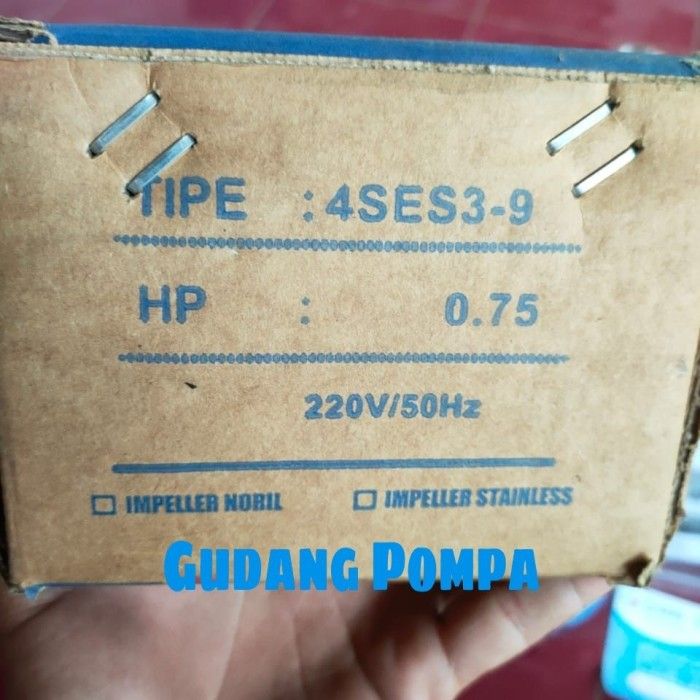 TIPE : 4SES3-9
HP : 0.75
220V/50Hz
IMPELLER NORIL IMPELLER STAINLESS
GUDANG POMPA